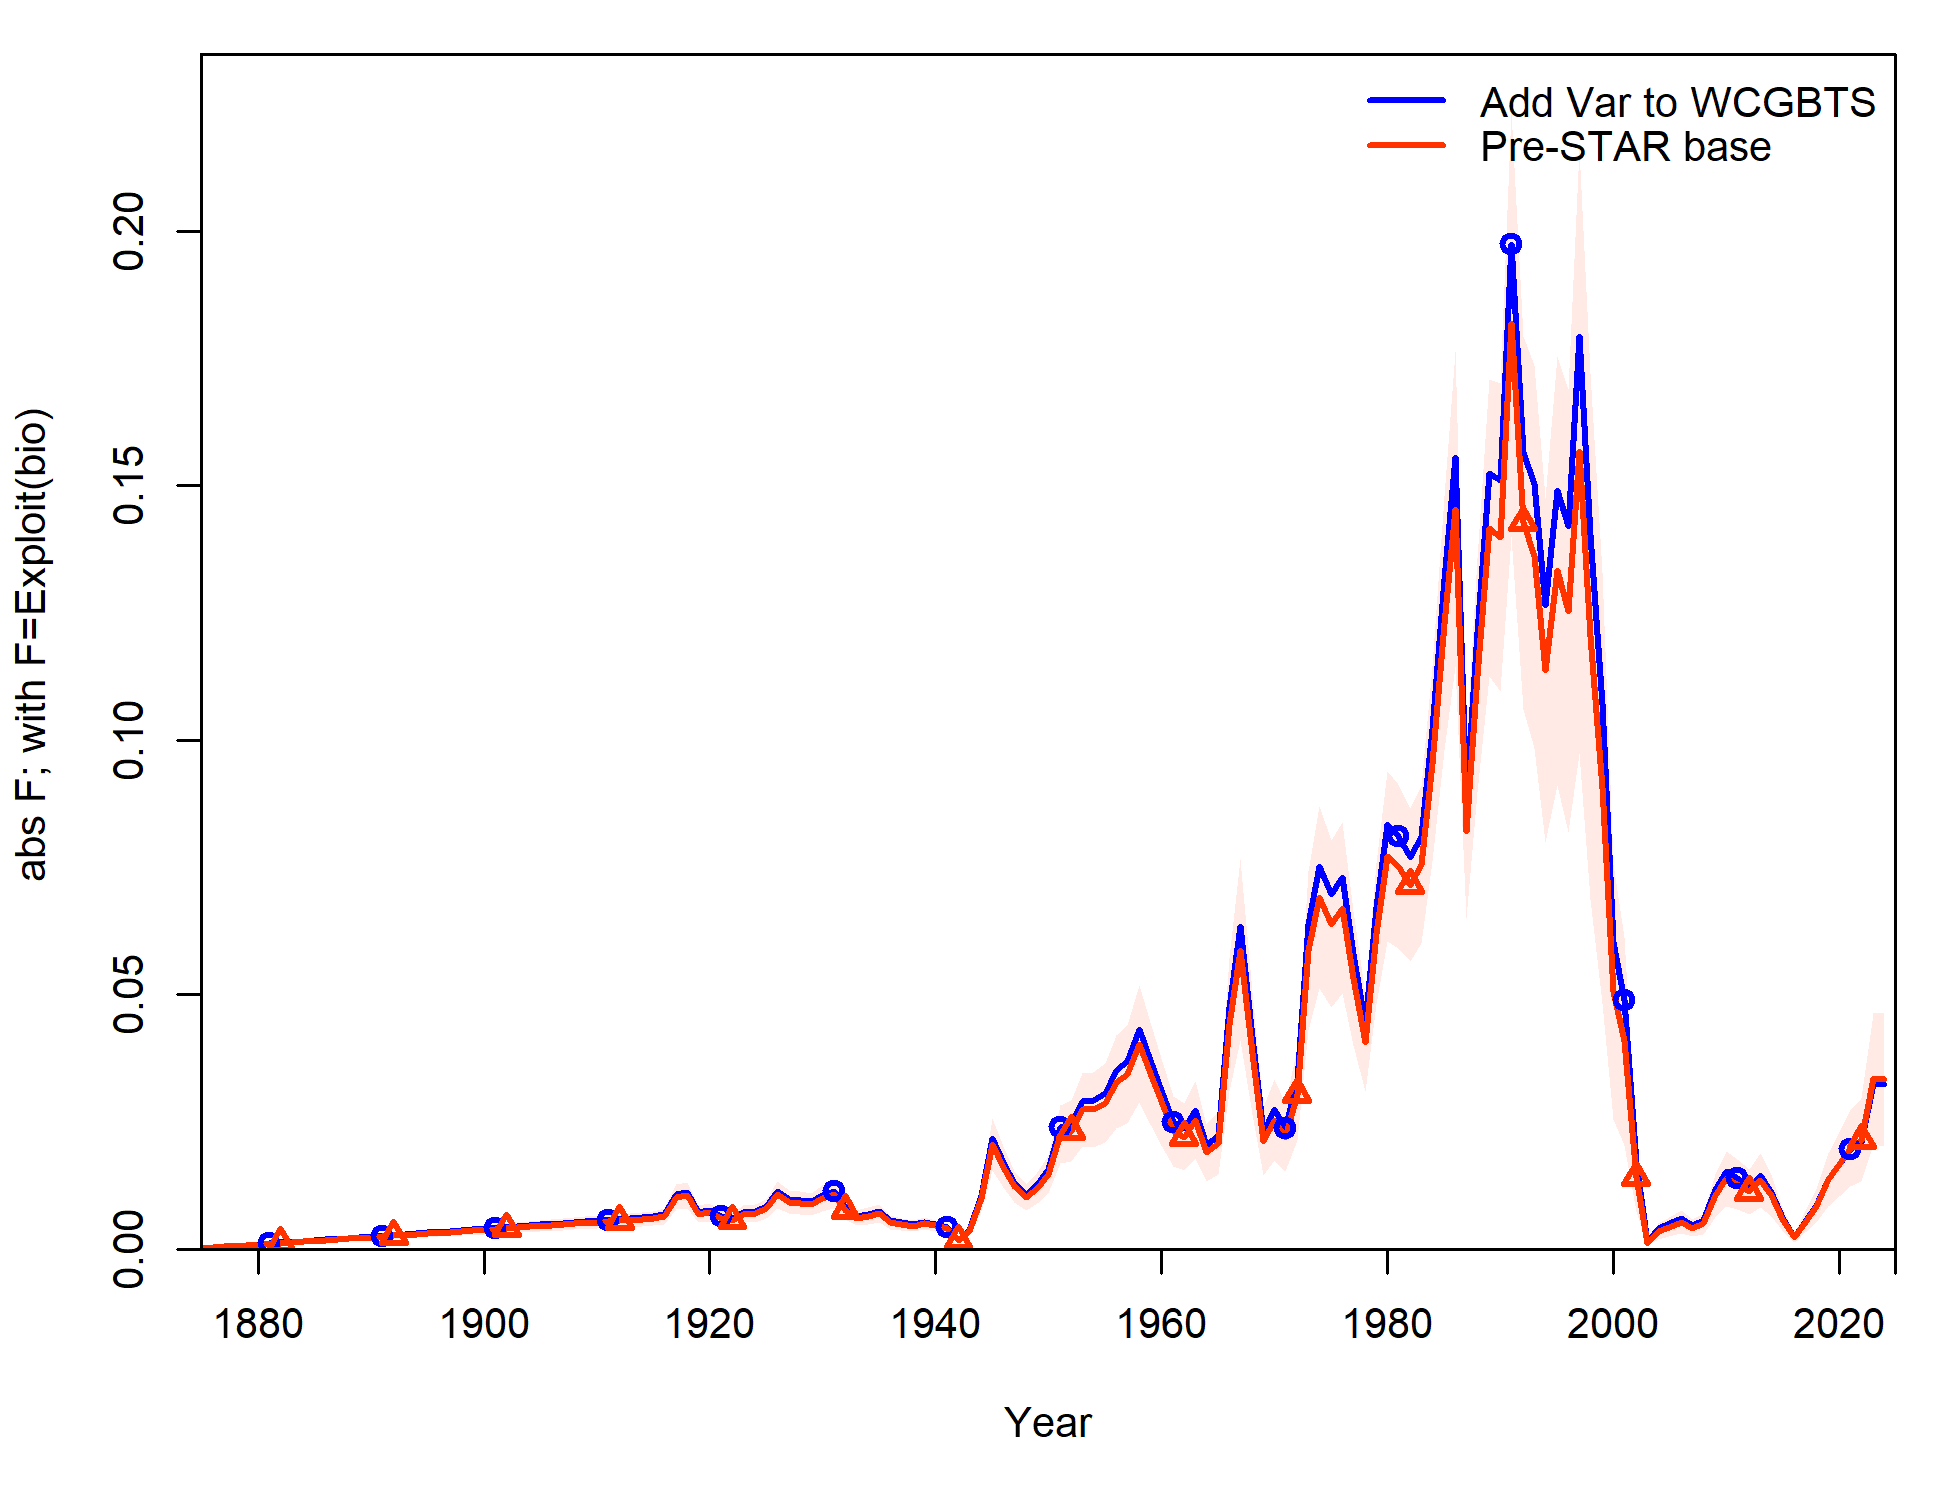 Add Var to WCGBTS
Pre-STAR base
abs F; with F=Exploit(bio)
0.20
0.15
0.10
0.05
0.00
1880 1900 1920 1940 1960 1980 2000 2020
Year